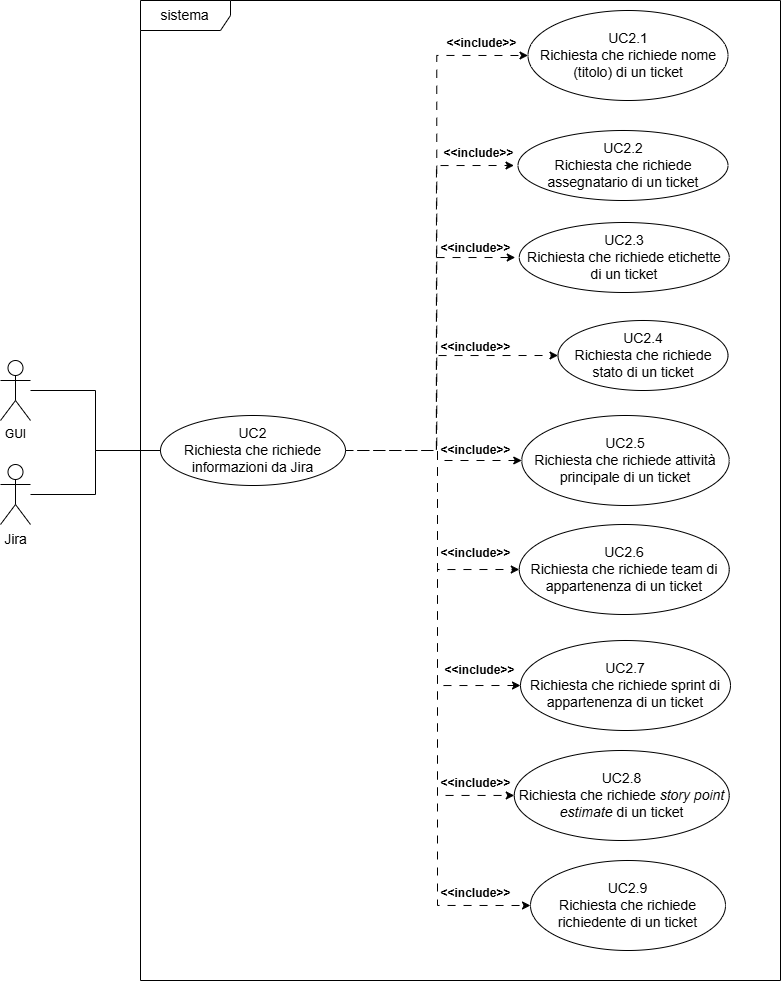 sistema
<<include>>
UC2.1
Richiesta che richiede nome
(titolo) di un ticket
<<include>>
UC2.2
Richiesta che richiede
assegnatario di un ticket
<<include>>
UC2.3
Richiesta che richiede etichette
di un ticket
<<include>>
UC2.4
Richiesta che richiede
stato di un ticket
GUI
Jira
UC2
Richiesta che richiede
informazioni da Jira
<<include>>
UC2.5
Richiesta che richiede attività
principale di un ticket
<<include>>
UC2.6
Richiesta che richiede team di
appartenenza di un ticket
<<include>>
UC2.7
Richiesta che richiede sprint di
appartenenza di un ticket
<<include>>
UC2.8
Richiesta che richiede story point
estimate di un ticket
<<include>>
UC2.9
Richiesta che richiede
richiedente di un ticket